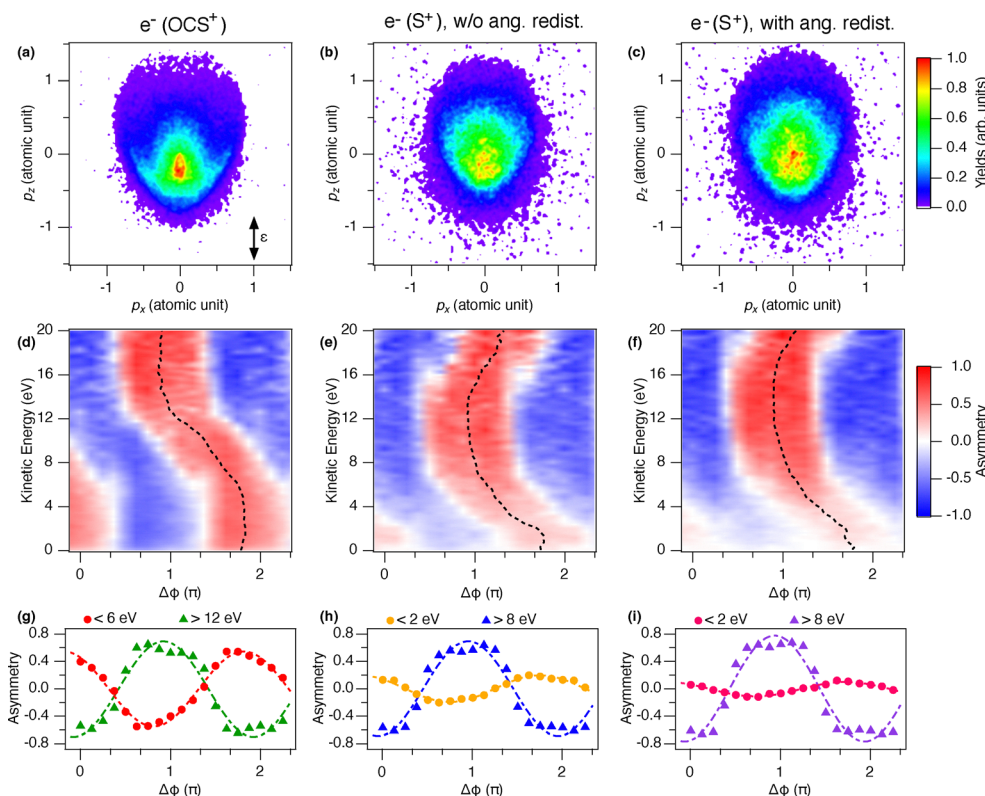 e⁻ (OCS⁺)
e- (S⁺), w/o ang. redist.
e- (S⁺), with ang. redist.
(a)
(b)
(c)
p_z (atomic unit)
1
0
-1
ε
-1 0 1
p_x (atomic unit)
p_z (atomic unit)
1
0
-1
-1 0 1
p_x (atomic unit)
p_z (atomic unit)
1
0
-1
-1 0 1
p_x (atomic unit)
1.0
0.8
0.6
0.4
0.2
0.0
Yields (arb. units)
(d)
Kinetic Energy (eV)
20
16
12
8
4
0
0 1 2
Δϕ (π)
(e)
Kinetic Energy (eV)
20
16
12
8
4
0
0 1 2
Δϕ (π)
(f)
Kinetic Energy (eV)
20
16
12
8
4
0
0 1 2
Δϕ (π)
1.0
0.5
0.0
-0.5
-1.0
Asymmetry
(g)
< 6 eV > 12 eV
Asymmetry
0.8
0.4
0.0
-0.4
-0.8
0 1 2
Δϕ (π)
(h)
< 2 eV > 8 eV
Asymmetry
0.8
0.4
0.0
-0.4
-0.8
0 1 2
Δϕ (π)
(i)
< 2 eV > 8 eV
Asymmetry
0.8
0.4
0.0
-0.4
-0.8
0 1 2
Δϕ (π)